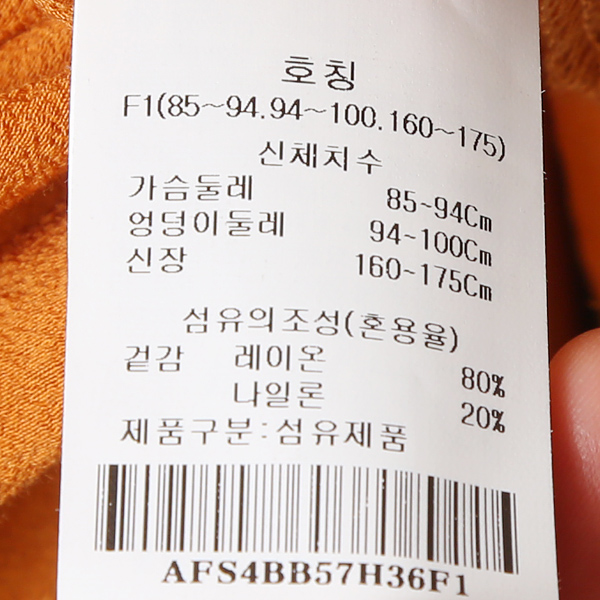 호칭
F1(85~94.94~100.160~175)
신체치수
가슴둘레 85~94Cm
엉덩이둘레 94~100Cm
신장 160~175Cm
섬유의조성(혼용율)
겉감 레이온 80%
나일론 20%
제품구분:섬유제품
AFS4BB57H36F1